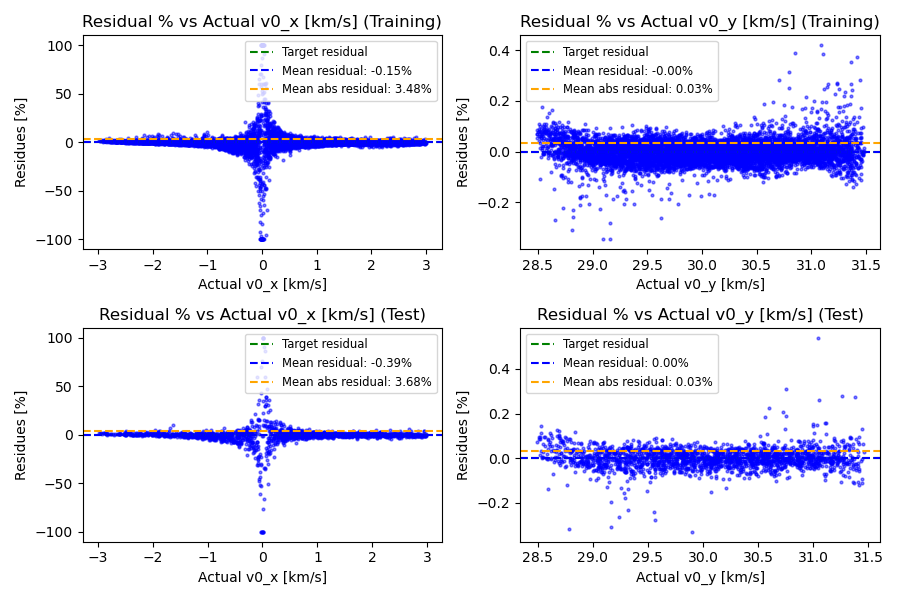 Residual % vs Actual v0_x [km/s] (Training)
Residues [%]
100
50
0
−50
−100
Target residual
Mean residual: -0.15%
Mean abs residual: 3.48%
−3 −2 −1 0 1 2 3
Actual v0_x [km/s]
Residual % vs Actual v0_y [km/s] (Training)
Residues [%]
0.4
0.2
0.0
−0.2
Target residual
Mean residual: -0.00%
Mean abs residual: 0.03%
28.5 29.0 29.5 30.0 30.5 31.0 31.5
Actual v0_y [km/s]
Residual % vs Actual v0_x [km/s] (Test)
Residues [%]
100
50
0
−50
−100
Target residual
Mean residual: -0.39%
Mean abs residual: 3.68%
−3 −2 −1 0 1 2 3
Actual v0_x [km/s]
Residual % vs Actual v0_y [km/s] (Test)
Residues [%]
0.4
0.2
0.0
−0.2
Target residual
Mean residual: 0.00%
Mean abs residual: 0.03%
28.5 29.0 29.5 30.0 30.5 31.0 31.5
Actual v0_y [km/s]